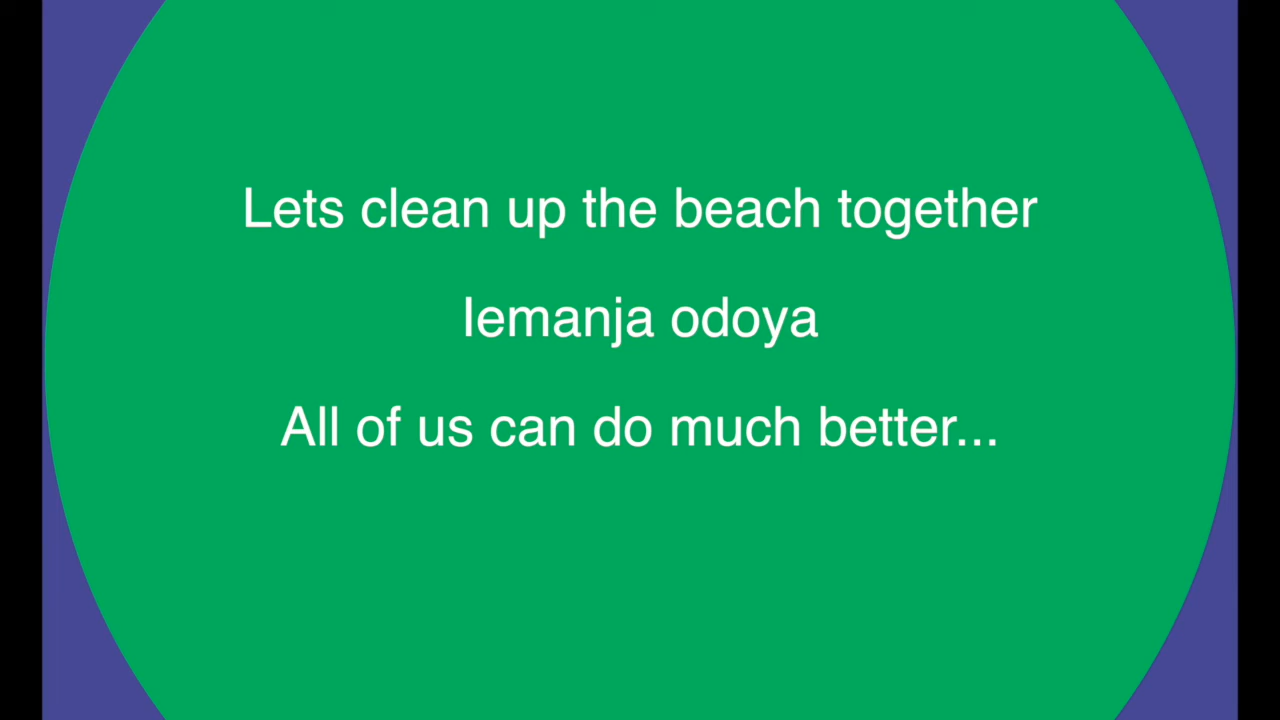 Lets clean up the beach together
Iemanja odoya
All of us can do much better...